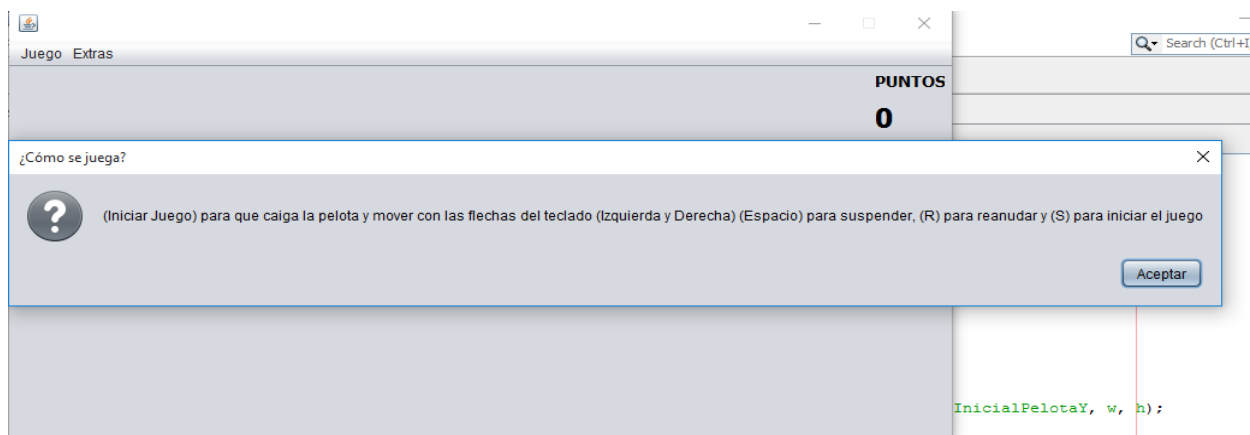 Search (Ctrl+I
Juego Extras
PUNTOS
0
¿Cómo se juega?
(Iniciar Juego) para que caiga la pelota y mover con las flechas del teclado (Izquierda y Derecha) (Espacio) para suspender, (R) para reanudar y (S) para iniciar el juego
Aceptar
InicialPelotaY, w, h);